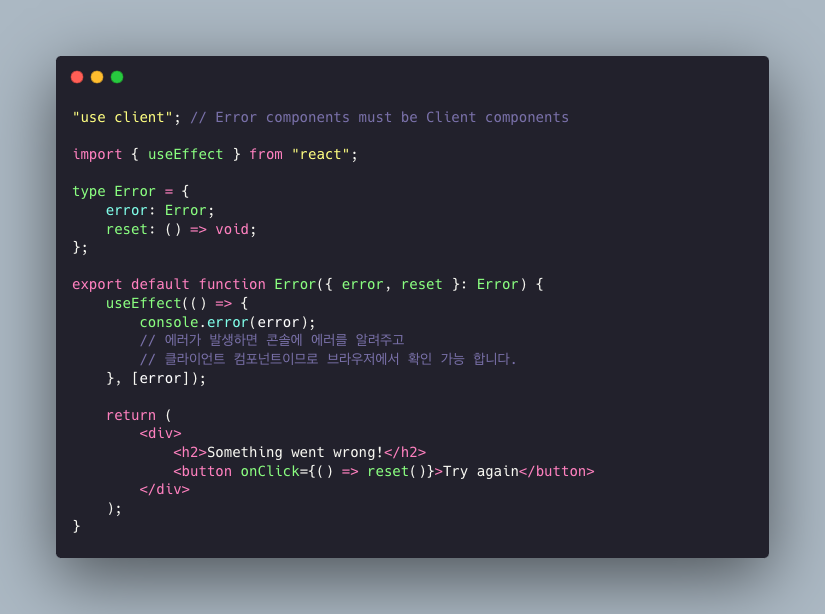 "use client"; // Error components must be Client components
import { useEffect } from "react";
type Error = {
    error: Error;
    reset: () => void;
};
export default function Error({ error, reset }: Error) {
    useEffect(() => {
        console.error(error);
        // 에러가 발생하면 콘솔에 에러를 알려주고
        // 클라이언트 컴포넌트이므로 브라우저에서 확인 가능 합니다.
    }, [error]);
    return (
        <div>
            <h2>Something went wrong!</h2>
            <button onClick={() => reset()}>Try again</button>
        </div>
    );
}